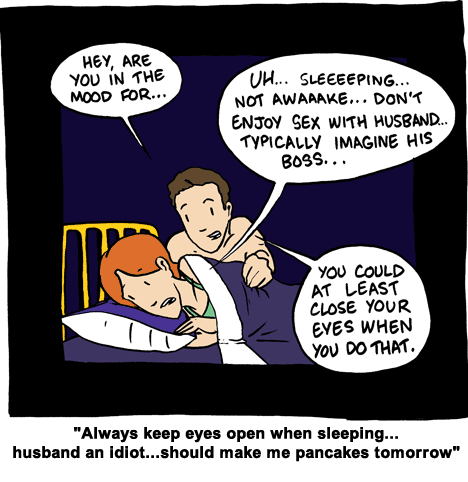 HEY, ARE
YOU IN THE
MOOD FOR...
UH... SLEEEEPING...
NOT AWAAAKE... DON'T
ENJOY SEX WITH HUSBAND...
TYPICALLY IMAGINE HIS
BOSS...
YOU COULD
AT LEAST
CLOSE YOUR
EYES WHEN
YOU DO THAT.
"Always keep eyes open when sleeping...
husband an idiot...should make me pancakes tomorrow"